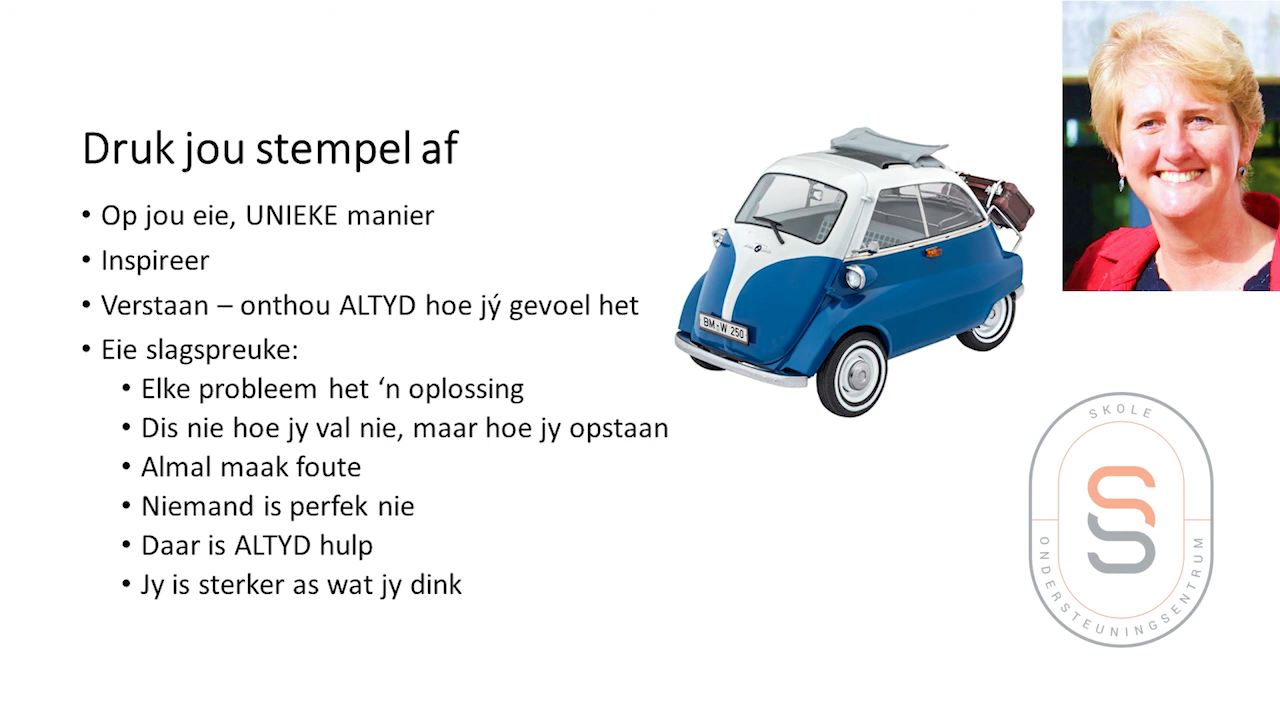 Druk jou stempel af
• Op jou eie, UNIEKE manier
• Inspireer
• Verstaan – onthou ALTYD hoe jý gevoel het
• Eie slagspreuke:
• Elke probleem het ‘n oplossing
• Dis nie hoe jy val nie, maar hoe jy opstaan
• Almal maak foute
• Niemand is perfek nie
• Daar is ALTYD hulp
• Jy is sterker as wat jy dink
BM-W 250
SKOLE
ONDERSTEUNINGSENTRUM